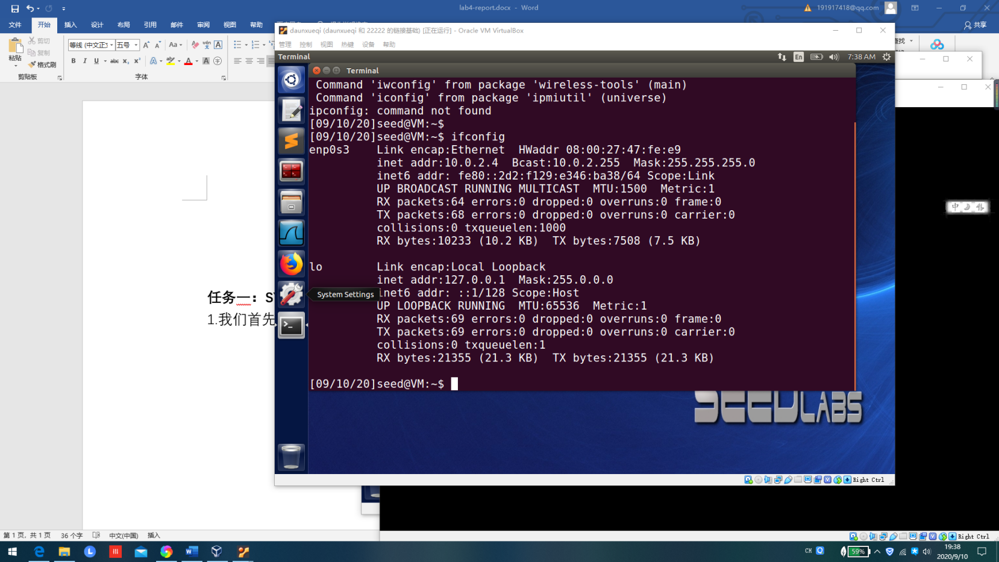 lab4-report.docx - Word
191917418@qq.com
文件 开始 插入 设计 布局 引用 邮件 审阅 视图 帮助
共享
粘贴
剪切
复制
格式刷
剪贴板
等线 (中文正文 五号
字体
查找
daunxueqi (daunxueqi 和 22222 的链接基础) [正在运行] - Oracle VM VirtualBox
管理 控制 视图 热键 设备 帮助
Terminal
En
7:38 AM
Terminal
Command 'iwconfig' from package 'wireless-tools' (main)
Command 'iconfig' from package 'ipmiutil' (universe)
ipconfig: command not found
[09/10/20]seed@VM:~$
[09/10/20]seed@VM:~$ ifconfig
enp0s3 Link encap:Ethernet HWaddr 08:00:27:47:fe:e9
inet addr:10.0.2.4 Bcast:10.0.2.255 Mask:255.255.255.0
inet6 addr: fe80::2d2:f129:e346:ba38/64 Scope:Link
UP BROADCAST RUNNING MULTICAST MTU:1500 Metric:1
RX packets:64 errors:0 dropped:0 overruns:0 frame:0
TX packets:68 errors:0 dropped:0 overruns:0 carrier:0
collisions:0 txqueuelen:1000
RX bytes:10233 (10.2 KB) TX bytes:7508 (7.5 KB)
lo Link encap:Local Loopback
inet addr:127.0.0.1 Mask:255.0.0.0
inet6 addr: ::1/128 Scope:Host
UP LOOPBACK RUNNING MTU:65536 Metric:1
RX packets:69 errors:0 dropped:0 overruns:0 frame:0
TX packets:69 errors:0 dropped:0 overruns:0 carrier:0
collisions:0 txqueuelen:1
RX bytes:21355 (21.3 KB) TX bytes:21355 (21.3 KB)
[09/10/20]seed@VM:~$
System Settings
任务一：SY
1.我们首先
SEEDLABS
Right Ctrl
中
Right Ctrl
第 1 页，共 1 页 36 个字 中文(中国) 插入
CH
59%
19:38
2020/9/10